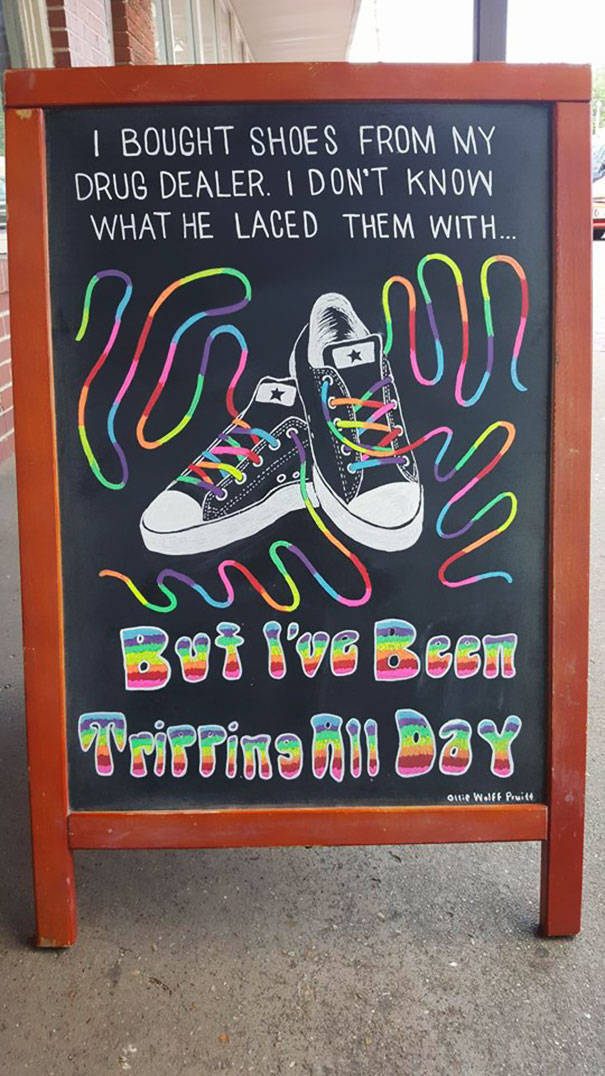 I BOUGHT SHOES FROM MY
DRUG DEALER. I DON'T KNOW
WHAT HE LACED THEM WITH...
But I've Been
Tripping All Day
Ollie Wolff Pruitt